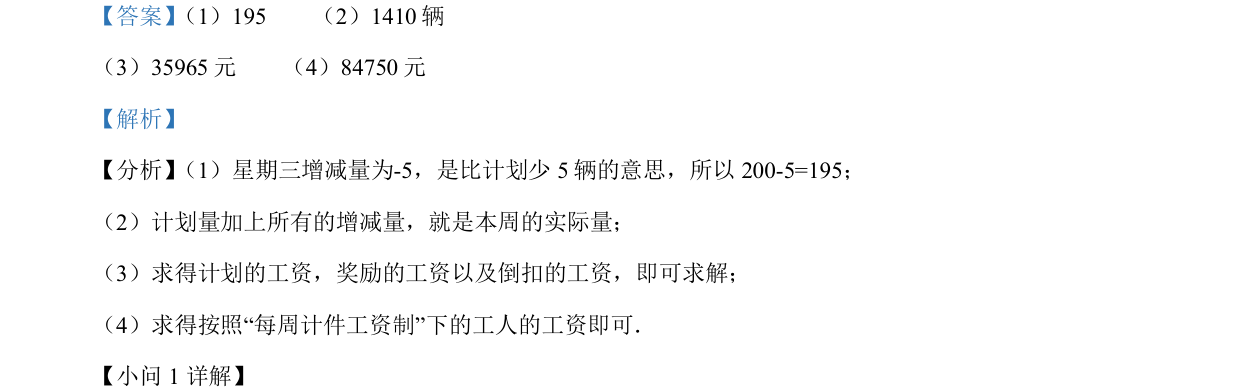 【答案】（1）195 （2）1410 辆
（3）35965 元 （4）84750 元
【解析】
【分析】（1）星期三增减量为-5，是比计划少 5 辆的意思，所以 200-5=195；
（2）计划量加上所有的增减量，就是本周的实际量；
（3）求得计划的工资，奖励的工资以及倒扣的工资，即可求解；
（4）求得按照“每周计件工资制”下的工人的工资即可．
【小问 1 详解】